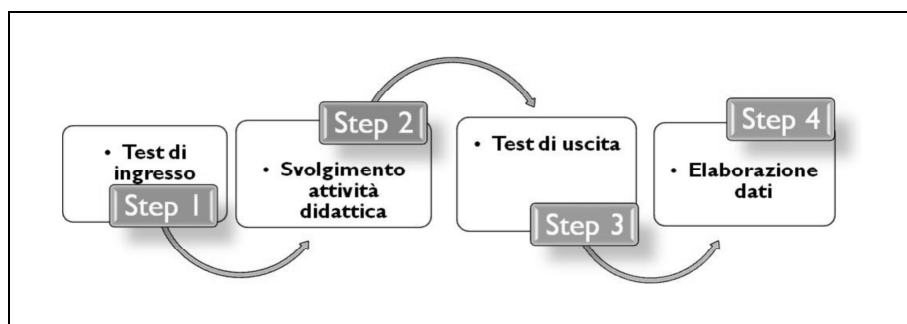 • Test di
ingresso
Step 1
Step 2
• Svolgimento
attività
didattica
• Test di uscita
Step 3
Step 4
• Elaborazione
dati